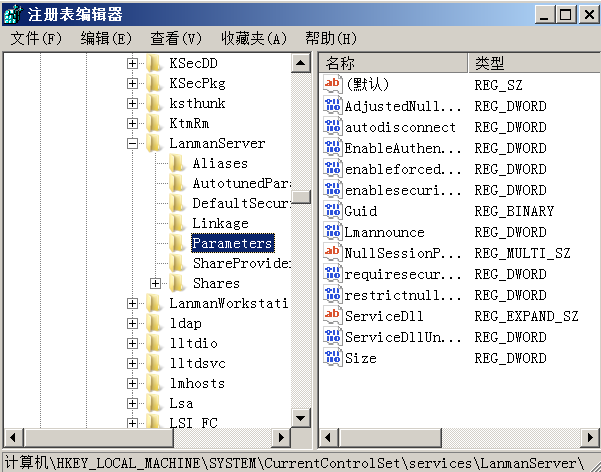 注册表编辑器
文件(F) 编辑(E) 查看(V) 收藏夹(A) 帮助(H)
KSecDD
KSecPkg
ksthunk
KtmRm
LanmanServer
Aliases
AutotunedPara
DefaultSecuri
Linkage
Parameters
ShareProvider
Shares
LanmanWorkstati
ldap
lltdio
lltdsvc
lmhosts
Lsa
LSI_FC
名称 类型
(默认) REG_SZ
AdjustedNull... REG_DWORD
autodisconnect REG_DWORD
EnableAuthen... REG_DWORD
enableforced... REG_DWORD
enablesecuri... REG_DWORD
Guid REG_BINARY
Lmannounce REG_DWORD
NullSessionP... REG_MULTI_SZ
requiresecur... REG_DWORD
restrictnull... REG_DWORD
ServiceDll REG_EXPAND_SZ
ServiceDllUn... REG_DWORD
Size REG_DWORD
计算机\HKEY_LOCAL_MACHINE\SYSTEM\CurrentControlSet\services\LanmanServer\